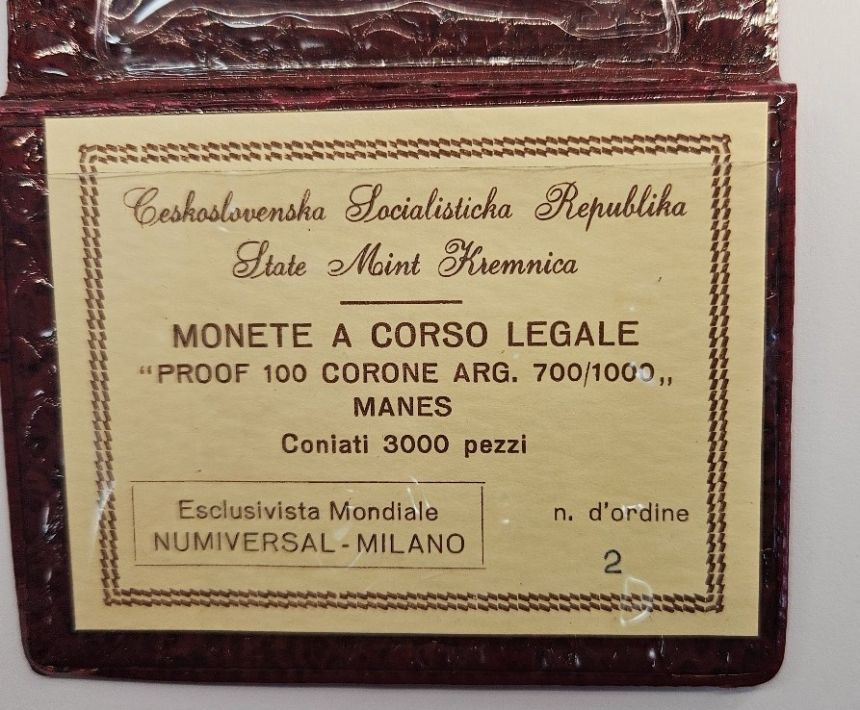 Ceskoslovenska Socialisticka Republika
State Mint Kremnica
MONETE A CORSO LEGALE
“PROOF 100 CORONE ARG. 700/1000„
MANES
Coniati 3000 pezzi
Esclusivista Mondiale
NUMIVERSAL - MILANO
n. d'ordine
2